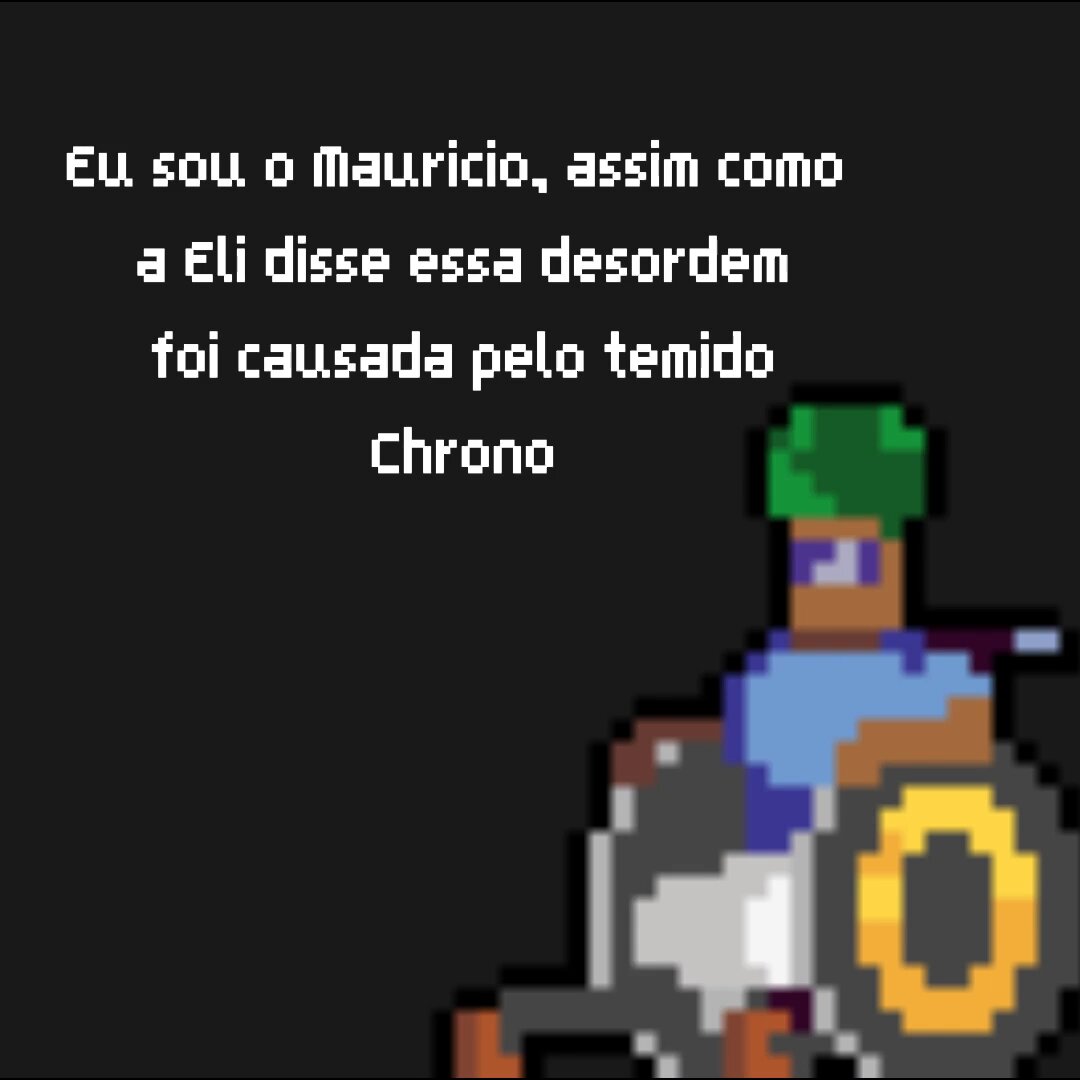 Eu sou o Mauricio, assim como
a Eli disse essa desordem
foi causada pelo temido
Chrono